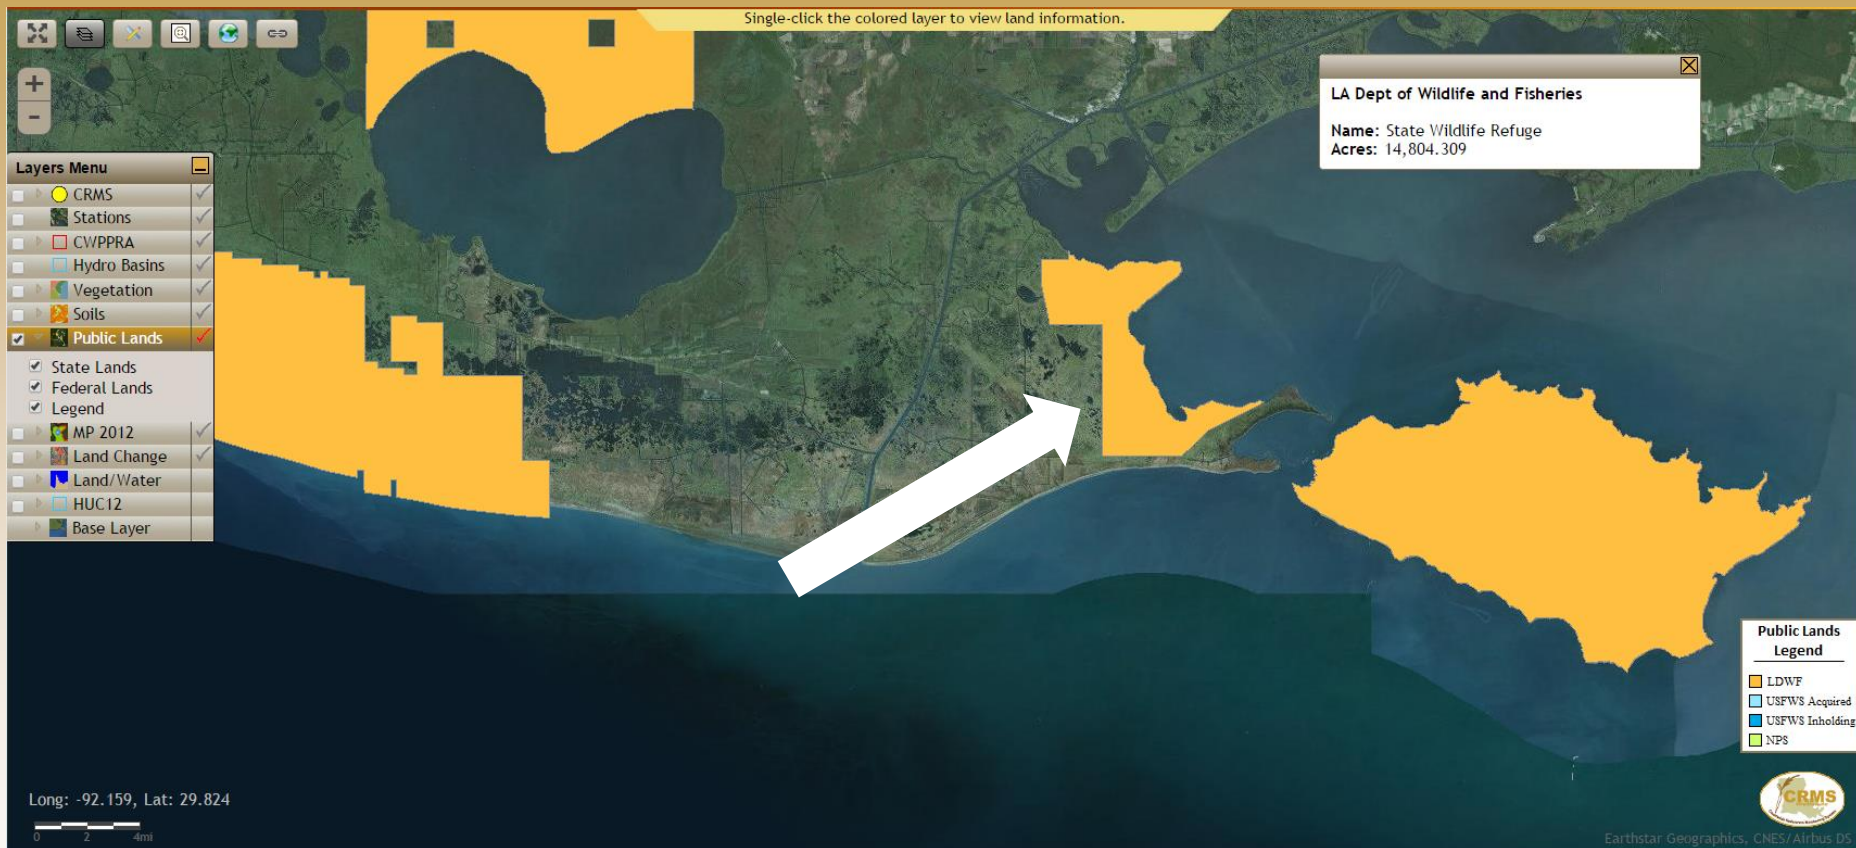 Single-click the colored layer to view land information.
+
-
LA Dept of Wildlife and Fisheries
Name: State Wildlife Refuge
Acres: 14,804.309
Layers Menu
CRMS
Stations
CWPPRA
Hydro Basins
Vegetation
Soils
Public Lands
State Lands
Federal Lands
Legend
MP 2012
Land Change
Land/Water
HUC12
Base Layer
Public Lands
Legend
LDWF
USFWS Acquired
USFWS Inholding
NPS
Long: -92.159, Lat: 29.824
0 2 4mi
CRMS
Earthstar Geographics, CNES/Airbus DS